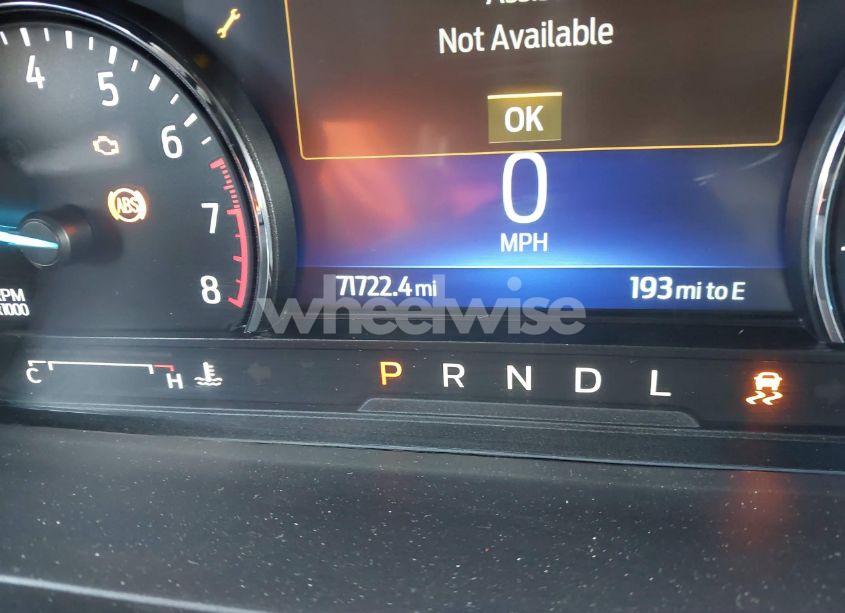 Not Available
OK
4
5
6
7
8
ABS
0
MPH
71722.4 mi
193 mi to E
wheelwise
C H
P R N D L